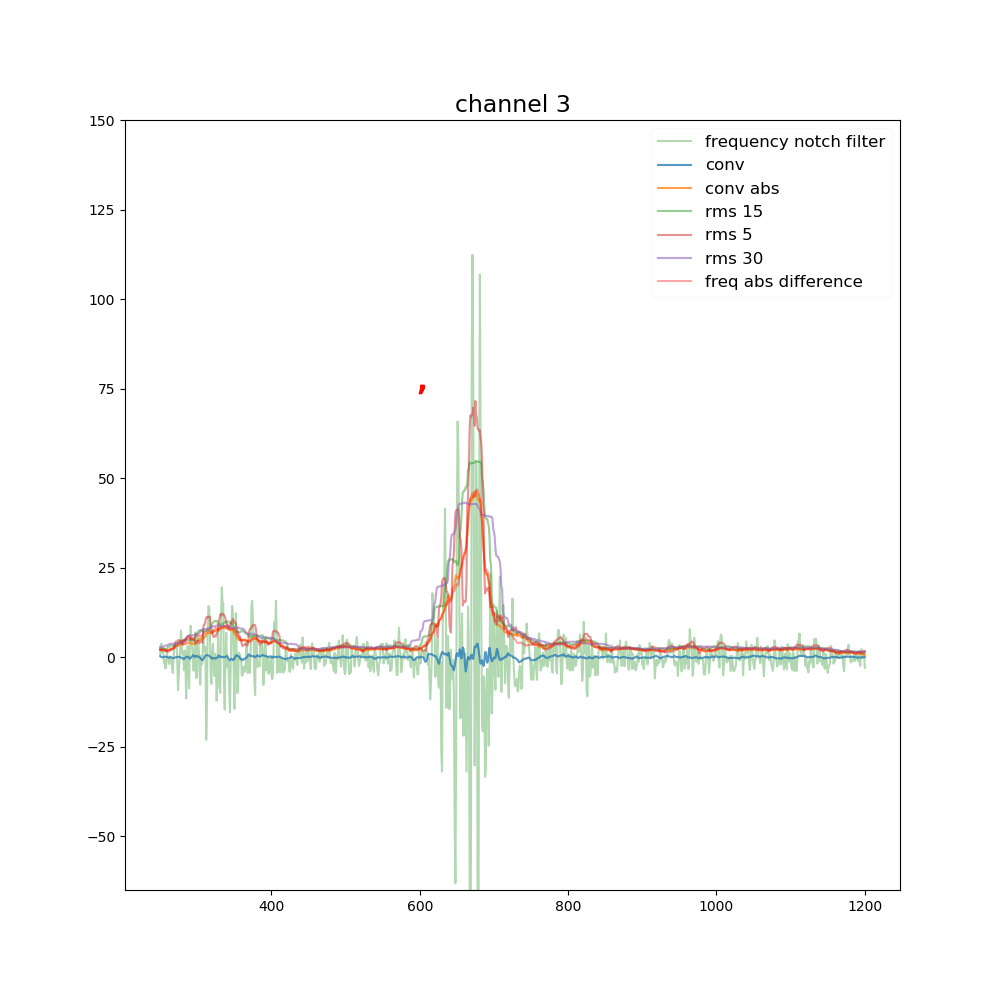 channel 3
150
125
100
75
50
25
0
−25
−50
400 600 800 1000 1200
frequency notch filter
conv
conv abs
rms 15
rms 5
rms 30
freq abs difference
,